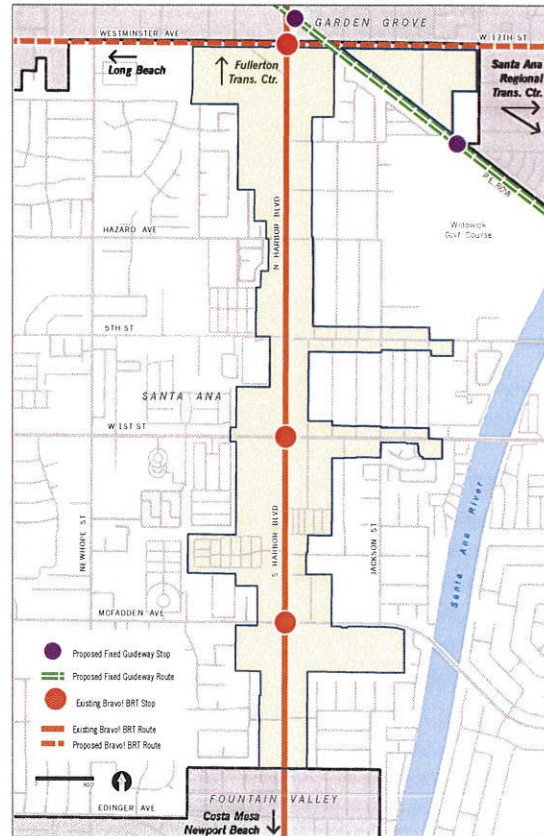 GARDEN GROVE
WESTMINSTER AVE
W 17TH ST
Long Beach
Fullerton
Trans. Ctr.
Santa Ana
Regional
Trans. Ctr.
P.E. ROW
N HARBOR BLVD
Willowick
Golf Course
HAZARD AVE
5TH ST
SANTA ANA
W 1ST ST
NEWHOPE ST
S HARBOR BLVD
JACKSON ST
Santa Ana River
MCFADDEN AVE
Proposed Fixed Guideway Stop
Proposed Fixed Guideway Route
Existing Bravo! BRT Stop
Existing Bravo! BRT Route
Proposed Bravo! BRT Route
0
EDINGER AVE
FOUNTAIN VALLEY
Costa Mesa
Newport Beach